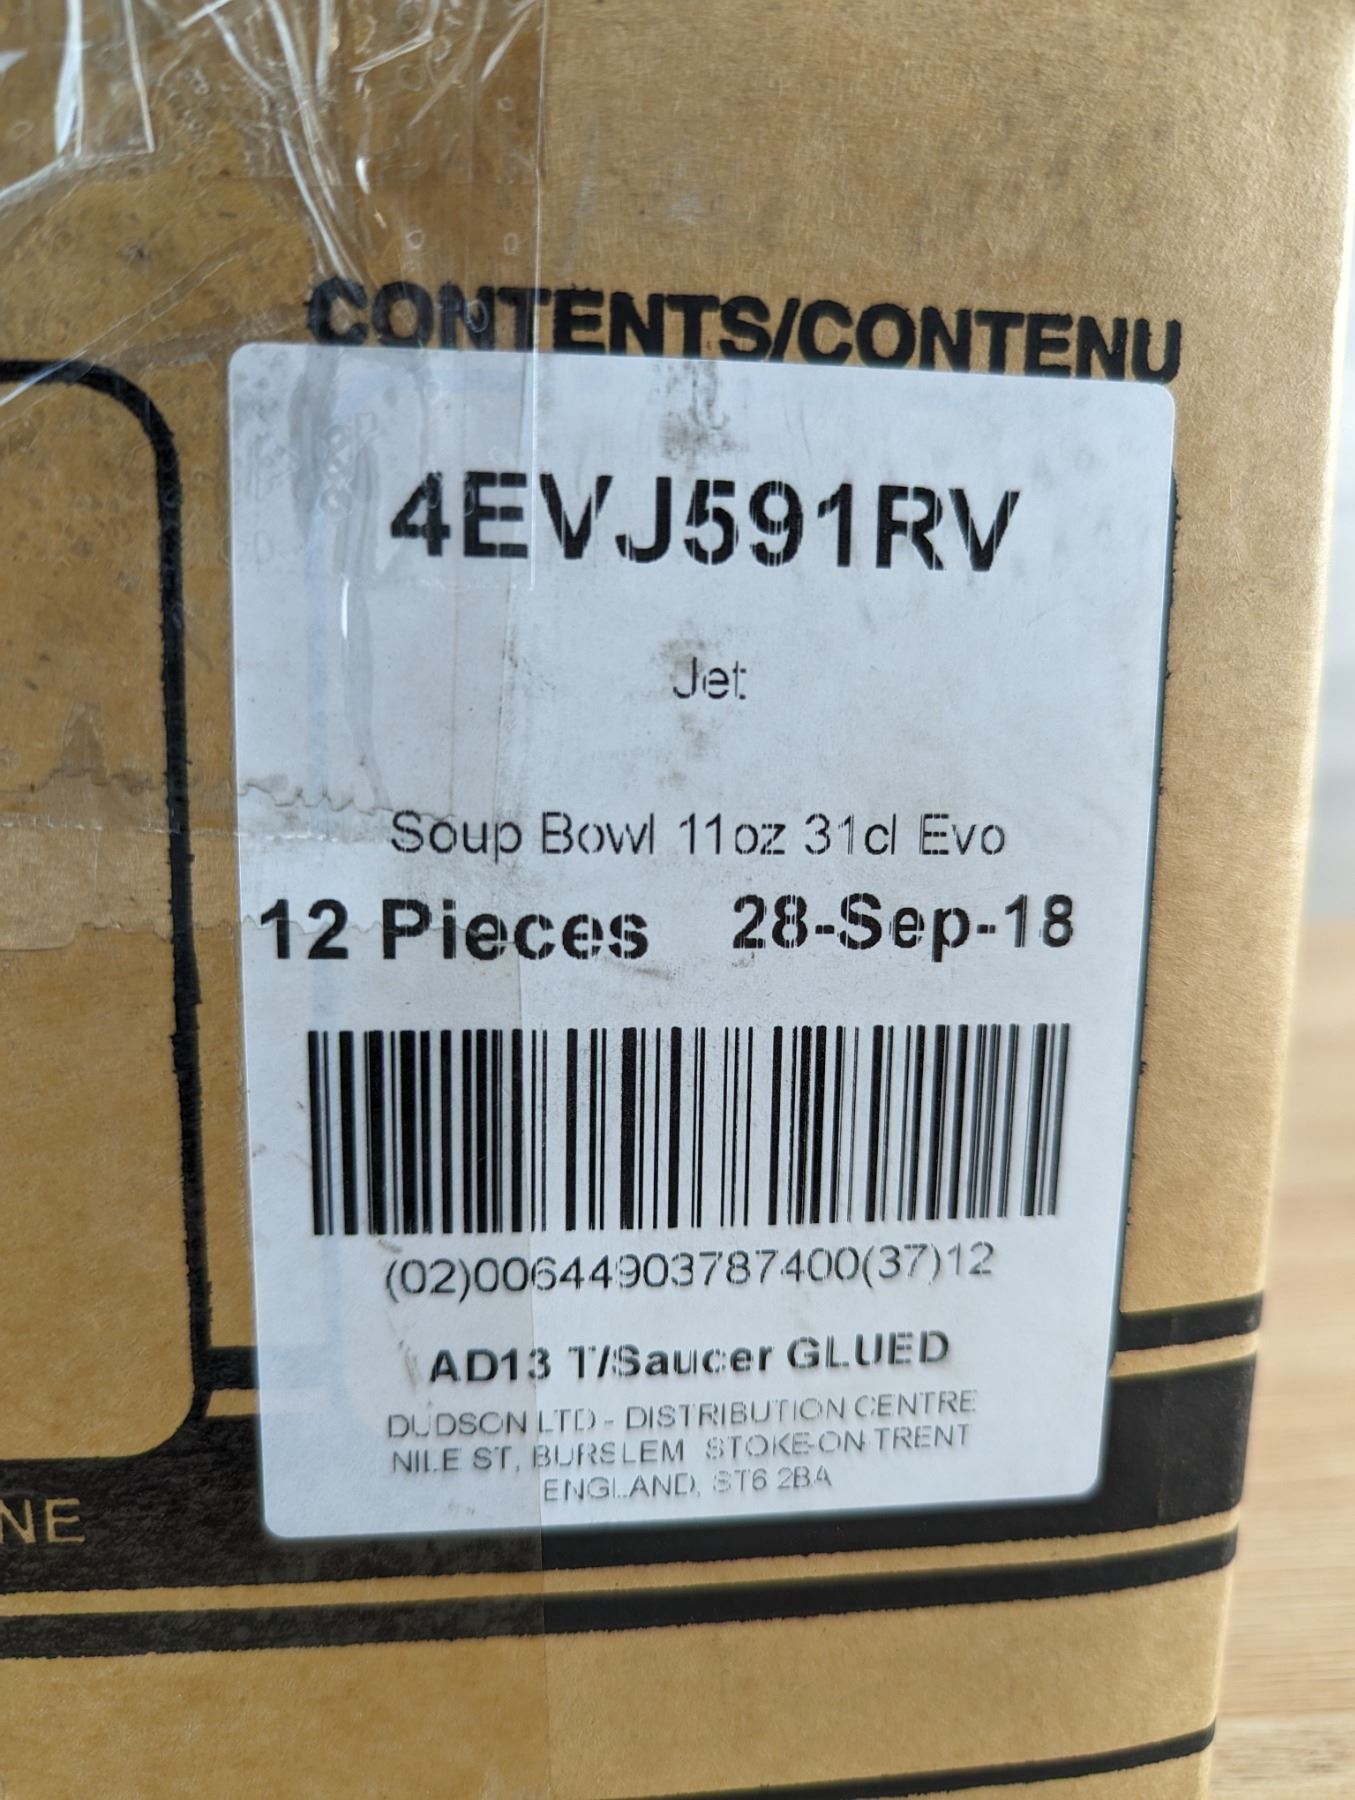 CONTENTS/CONTENU
4EVJ591RV
Jet
Soup Bowl 11oz 31cl Evo
12 Pieces 28-Sep-18
(02)00644903787400(37)12
AD13 T/Saucer GLUED
DUDSON LTD - DISTRIBUTION CENTRE
NILE ST, BURSLEM STOKE-ON-TRENT
ENGLAND, ST6 2BA
NE